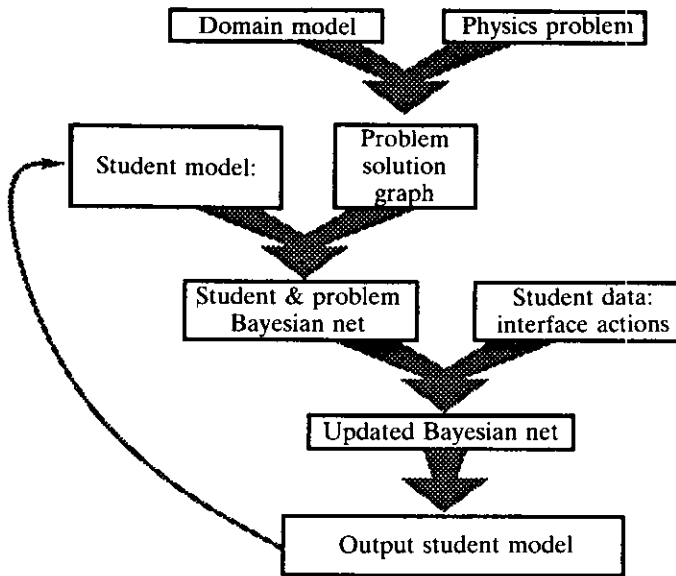 Domain model
Physics problem
Student model:
Problem
solution
graph
Student & problem
Bayesian net
Student data:
interface actions
Updated Bayesian net
Output student model